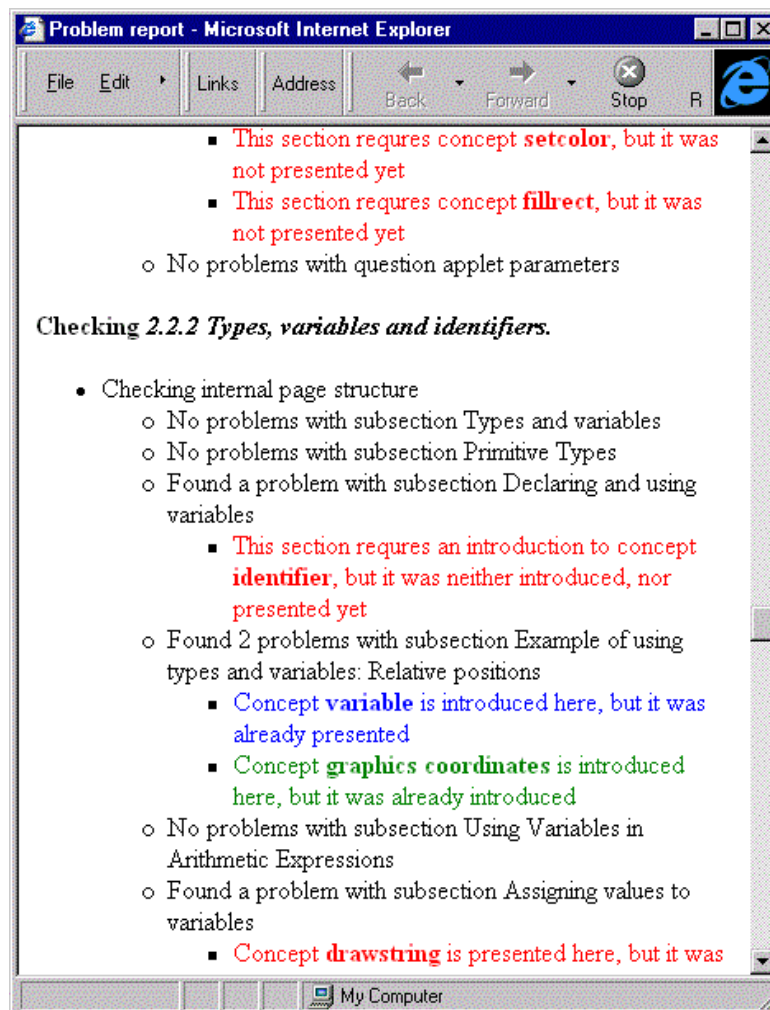 Problem report - Microsoft Internet Explorer
File Edit Links Address Back Forward Stop R
This section requres concept setcolor, but it was
not presented yet
This section requres concept fillrect, but it was
not presented yet
No problems with question applet parameters
Checking 2.2.2 Types, variables and identifiers.
Checking internal page structure
No problems with subsection Types and variables
No problems with subsection Primitive Types
Found a problem with subsection Declaring and using
variables
This section requres an introduction to concept
identifier, but it was neither introduced, nor
presented yet
Found 2 problems with subsection Example of using
types and variables: Relative positions
Concept variable is introduced here, but it was
already presented
Concept graphics coordinates is introduced
here, but it was already introduced
No problems with subsection Using Variables in
Arithmetic Expressions
Found a problem with subsection Assigning values to
variables
Concept drawstring is presented here, but it was
My Computer